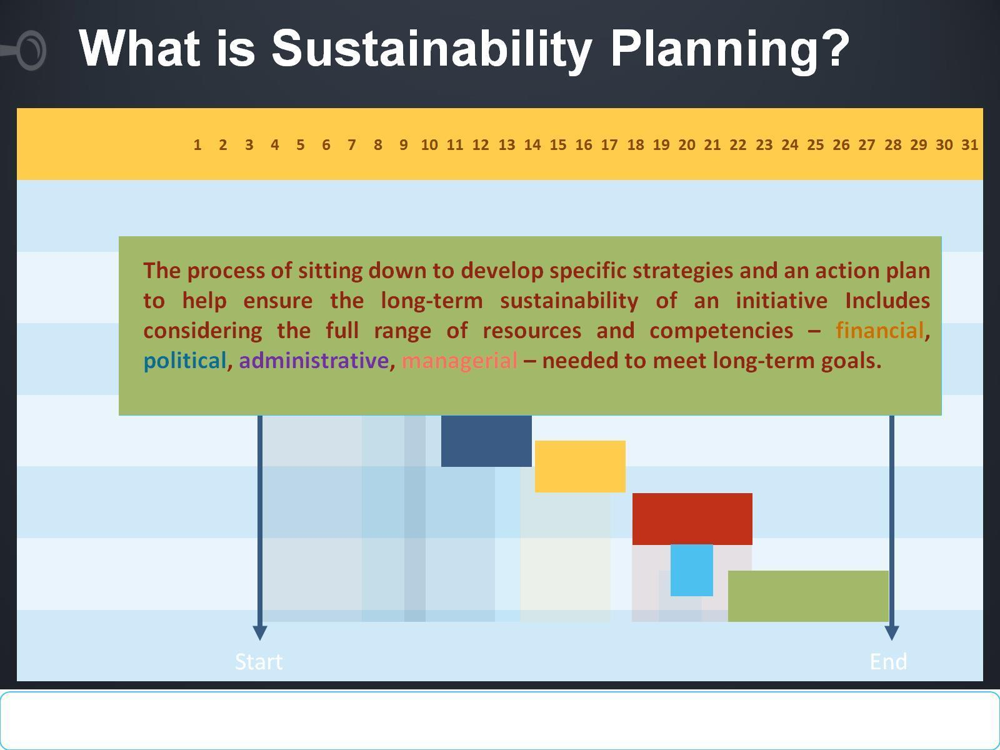 What is Sustainability Planning?
1 2 3 4 5 6 7 8 9 10 11 12 13 14 15 16 17 18 19 20 21 22 23 24 25 26 27 28 29 30 31
The process of sitting down to develop specific strategies and an action plan
to help ensure the long-term sustainability of an initiative Includes
considering the full range of resources and competencies – financial,
political, administrative, managerial – needed to meet long-term goals.
Start End